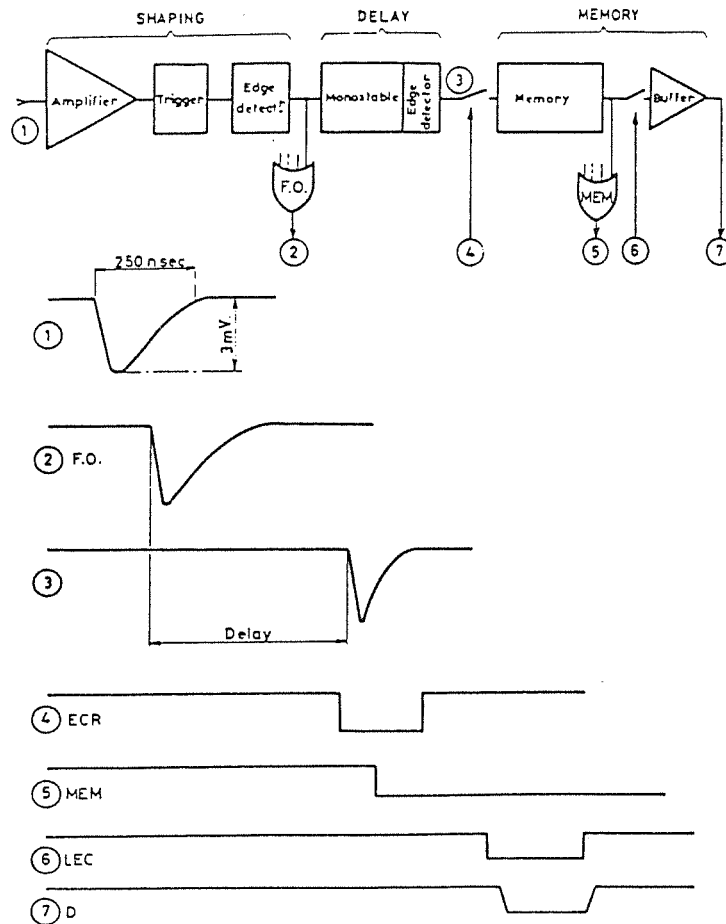 SHAPING DELAY MEMORY
1 Amplifier Trigger Edge detectr Monostable Edge detector 3 Memory Buffer
F.O. MEM
2 4 5 6 7
250 nsec
1 3mV.
2 F.O.
3
Delay
4 ECR
5 MEM
6 LEC
7 D